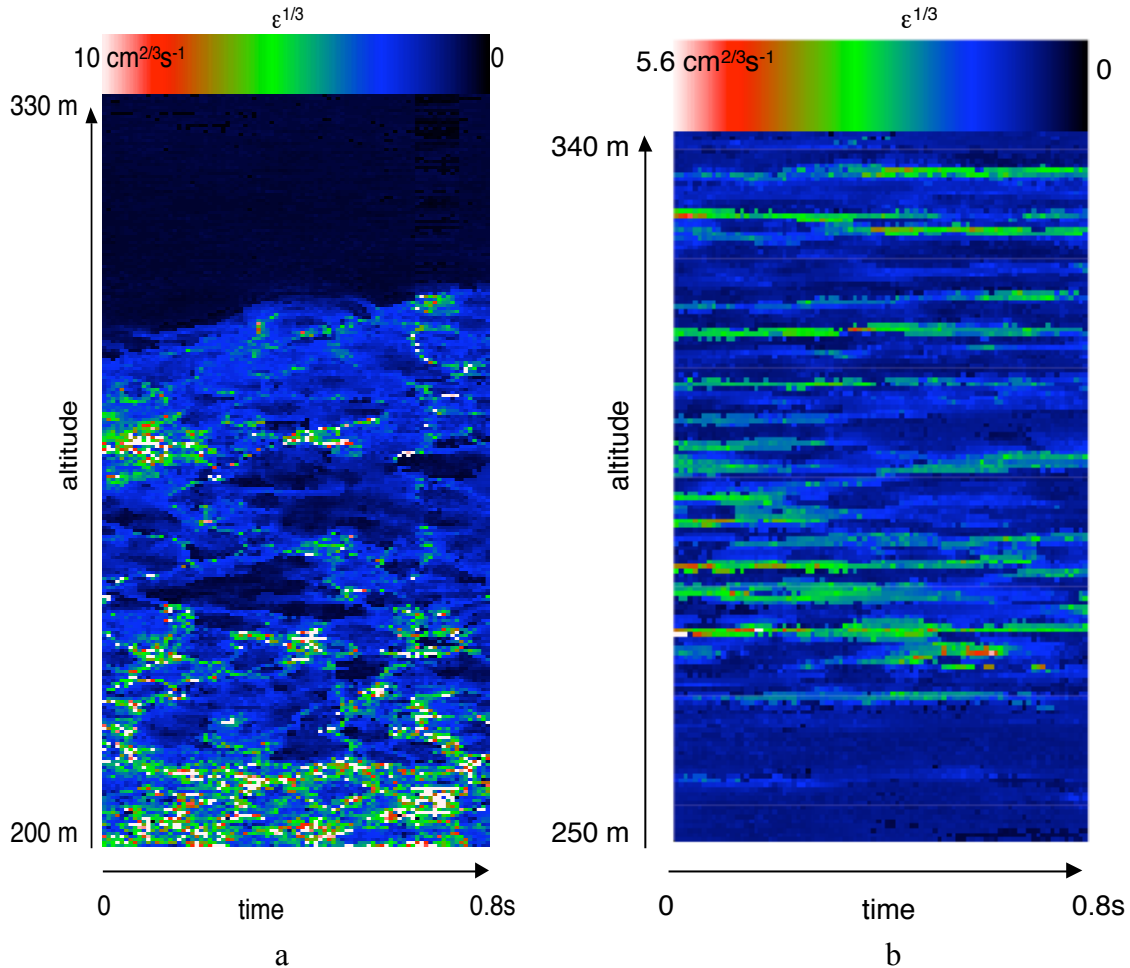 ε1/3
10 cm2/3s-1 0
330 m
altitude
200 m
0 time 0.8s
a
ε1/3
5.6 cm2/3s-1 0
340 m
altitude
250 m
0 time 0.8s
b